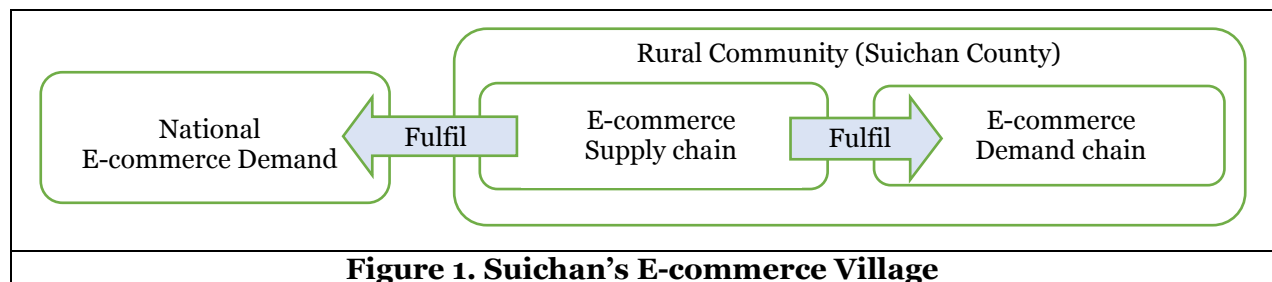 Rural Community (Suichan County)
National
E-commerce Demand
Fulfil
E-commerce
Supply chain
Fulfil
E-commerce
Demand chain
Figure 1. Suichan's E-commerce Village